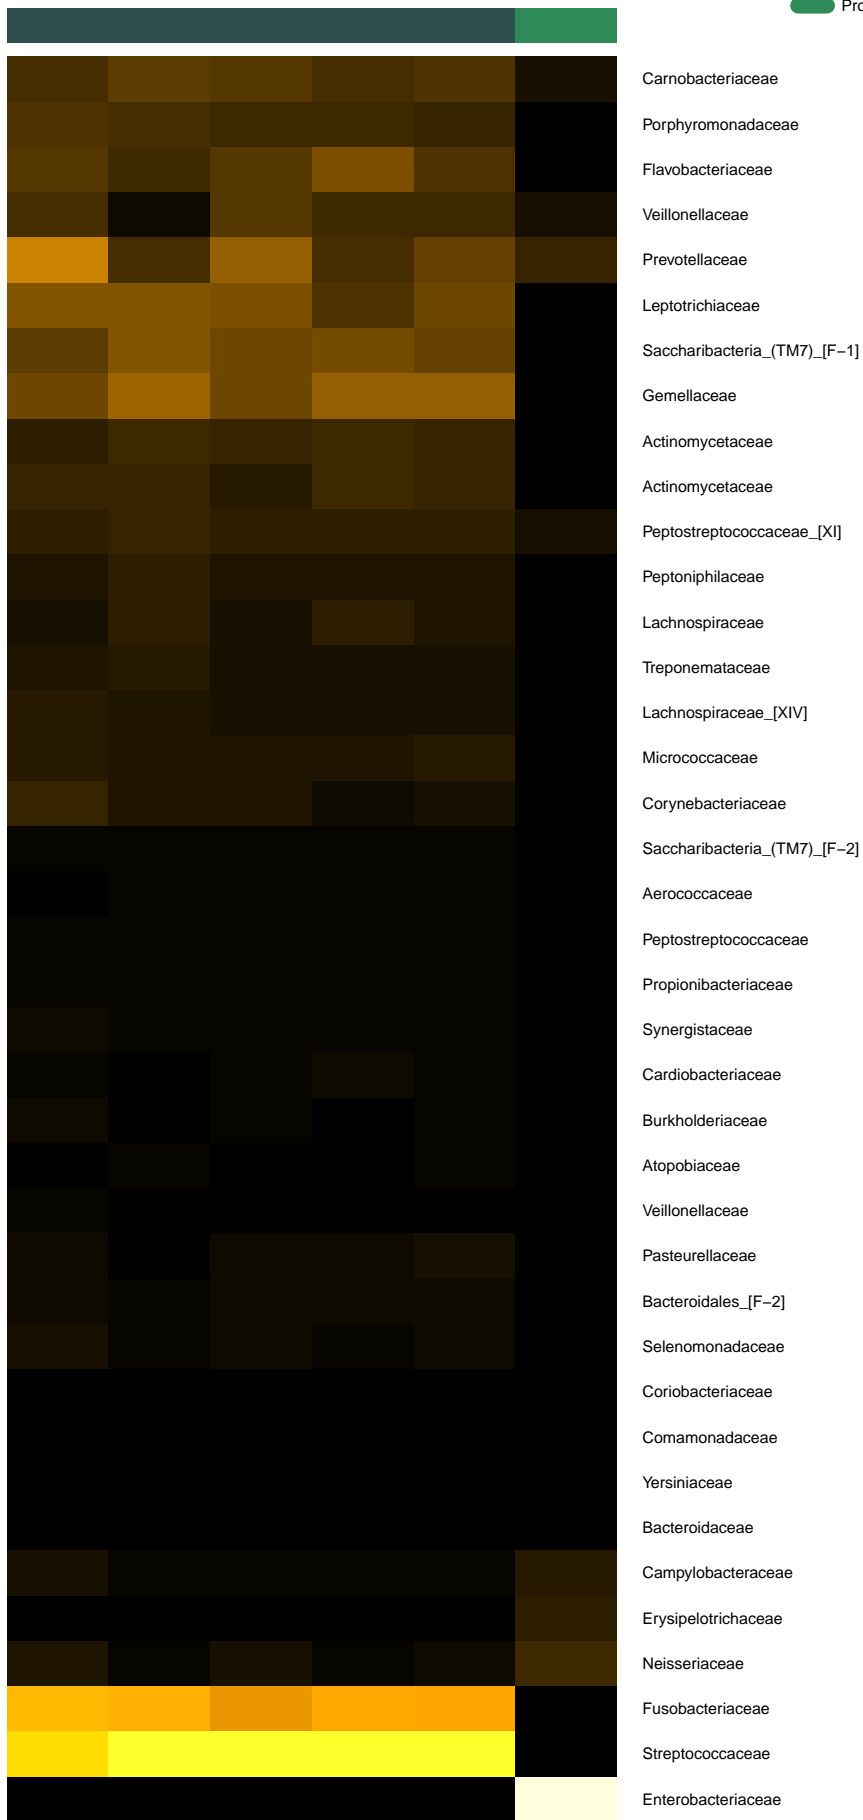 Carnobacteriaceae
Porphyromonadaceae
Flavobacteriaceae
Veillonellaceae
Prevotellaceae
Leptotrichiaceae
Saccharibacteria_(TM7)_[F−1]
Gemellaceae
Actinomycetaceae
Actinomycetaceae
Peptostreptococcaceae_[XI]
Peptoniphilaceae
Lachnospiraceae
Treponemataceae
Lachnospiraceae_[XIV]
Micrococcaceae
Corynebacteriaceae
Saccharibacteria_(TM7)_[F−2]
Aerococcaceae
Peptostreptococcaceae
Propionibacteriaceae
Synergistaceae
Cardiobacteriaceae
Burkholderiaceae
Atopobiaceae
Veillonellaceae
Pasteurellaceae
Bacteroidales_[F−2]
Selenomonadaceae
Coriobacteriaceae
Comamonadaceae
Yersiniaceae
Bacteroidaceae
Campylobacteraceae
Erysipelotrichaceae
Neisseriaceae
Fusobacteriaceae
Streptococcaceae
Enterobacteriaceae